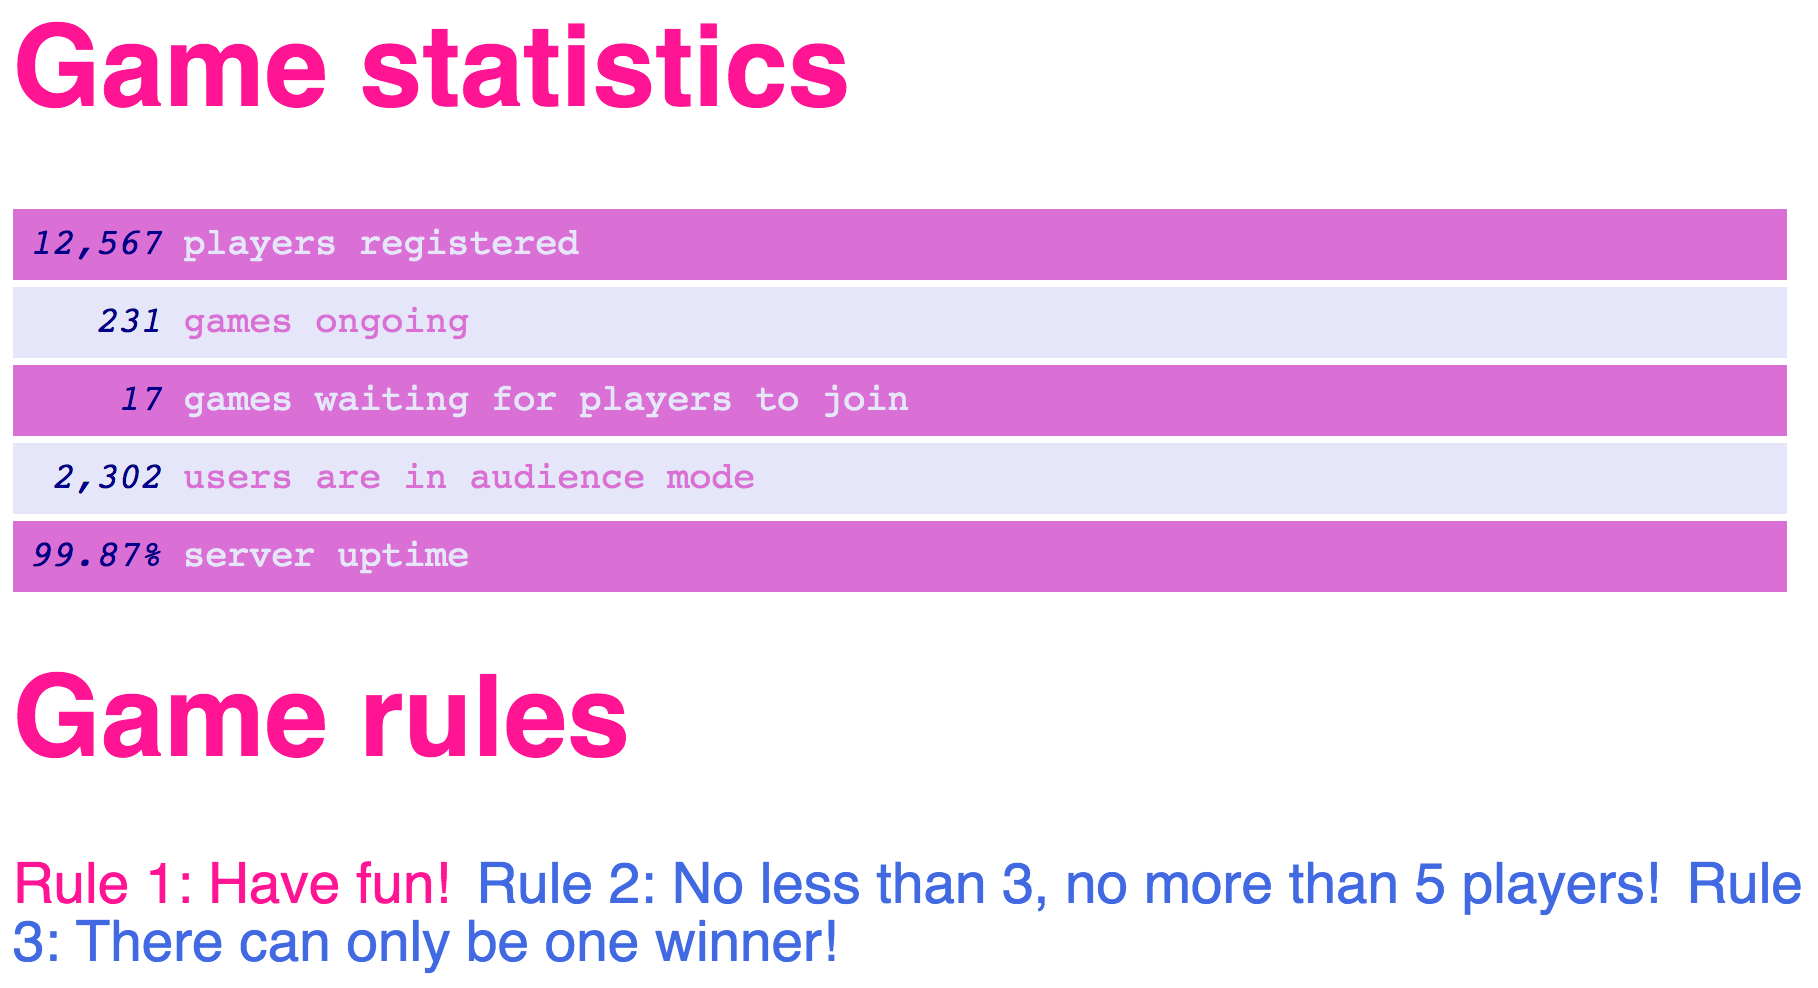 Game statistics
12,567 players registered
231 games ongoing
17 games waiting for players to join
2,302 users are in audience mode
99.87% server uptime
Game rules
Rule 1: Have fun! Rule 2: No less than 3, no more than 5 players! Rule
3: There can only be one winner!